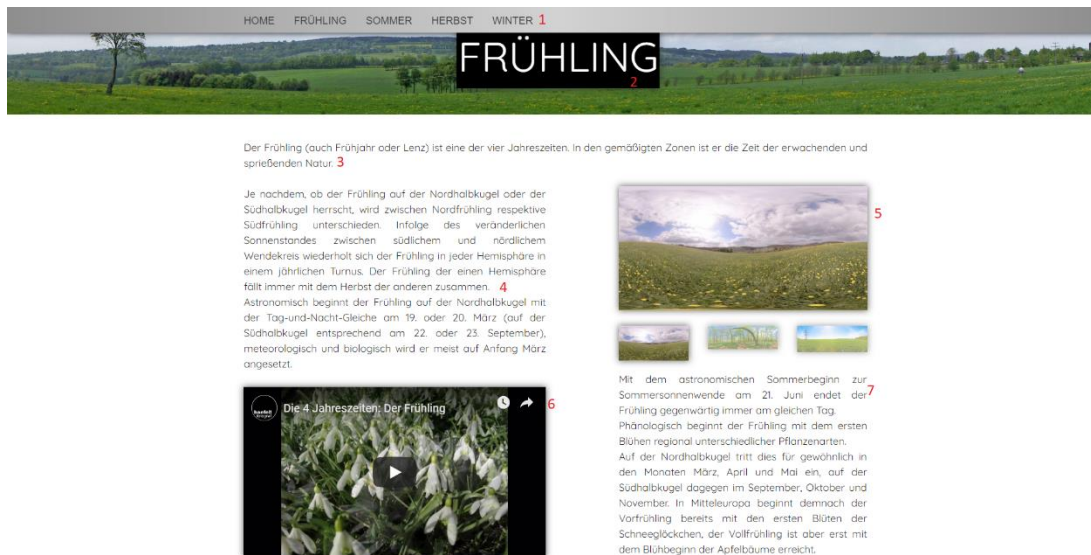 HOME FRÜHLING SOMMER HERBST WINTER 1
FRÜHLING
2
Der Frühling (auch Frühjahr oder Lenz) ist eine der vier Jahreszeiten. In den gemäßigten Zonen ist er die Zeit der erwachenden und
sprießenden Natur. 3
Je nachdem, ob der Frühling auf der Nordhalbkugel oder der
Südhalbkugel herrscht, wird zwischen Nordfrühling respektive
Südfrühling unterschieden. Infolge des veränderlichen
Sonnenstandes zwischen südlichem und nördlichem
Wendekreis wiederholt sich der Frühling in jeder Hemisphäre in
einem jährlichen Turnus. Der Frühling der einen Hemisphäre
fällt immer mit dem Herbst der anderen zusammen. 4
Astronomisch beginnt der Frühling auf der Nordhalbkugel mit
der Tag-und-Nacht-Gleiche am 19. oder 20. März (auf der
Südhalbkugel entsprechend am 22. oder 23. September),
meteorologisch und biologisch wird er meist auf Anfang März
angesetzt.
Die 4 Jahreszeiten: Der Frühling
6
5
Mit dem astronomischen Sommerbeginn zur
Sommersonnenwende am 21. Juni endet der 7
Frühling gegenwärtig immer am gleichen Tag.
Phänologisch beginnt der Frühling mit dem ersten
Blühen regional unterschiedlicher Pflanzenarten.
Auf der Nordhalbkugel tritt dies für gewöhnlich in
den Monaten März, April und Mai ein, auf der
Südhalbkugel dagegen im September, Oktober und
November. In Mitteleuropa beginnt demnach der
Vorfrühling bereits mit den ersten Blüten der
Schneeglöckchen, der Vollfrühling ist aber erst mit
dem Blühbeginn der Apfelbäume erreicht.